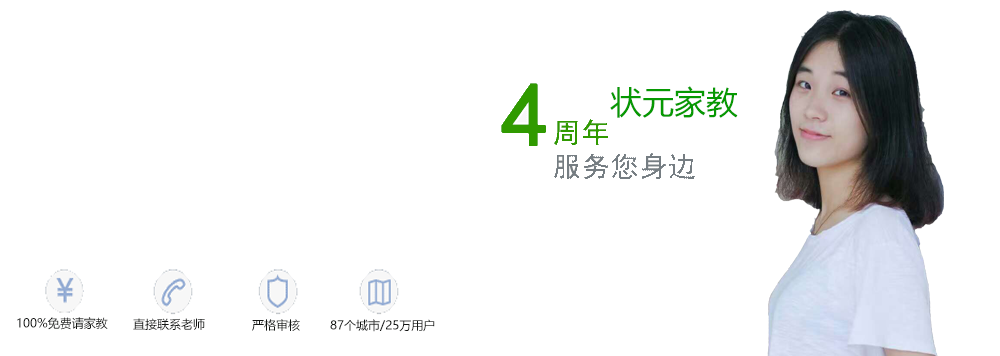 4周年
状元家教
服务您身边
¥
100%免费请家教
直接联系老师
严格审核
87个城市/25万用户